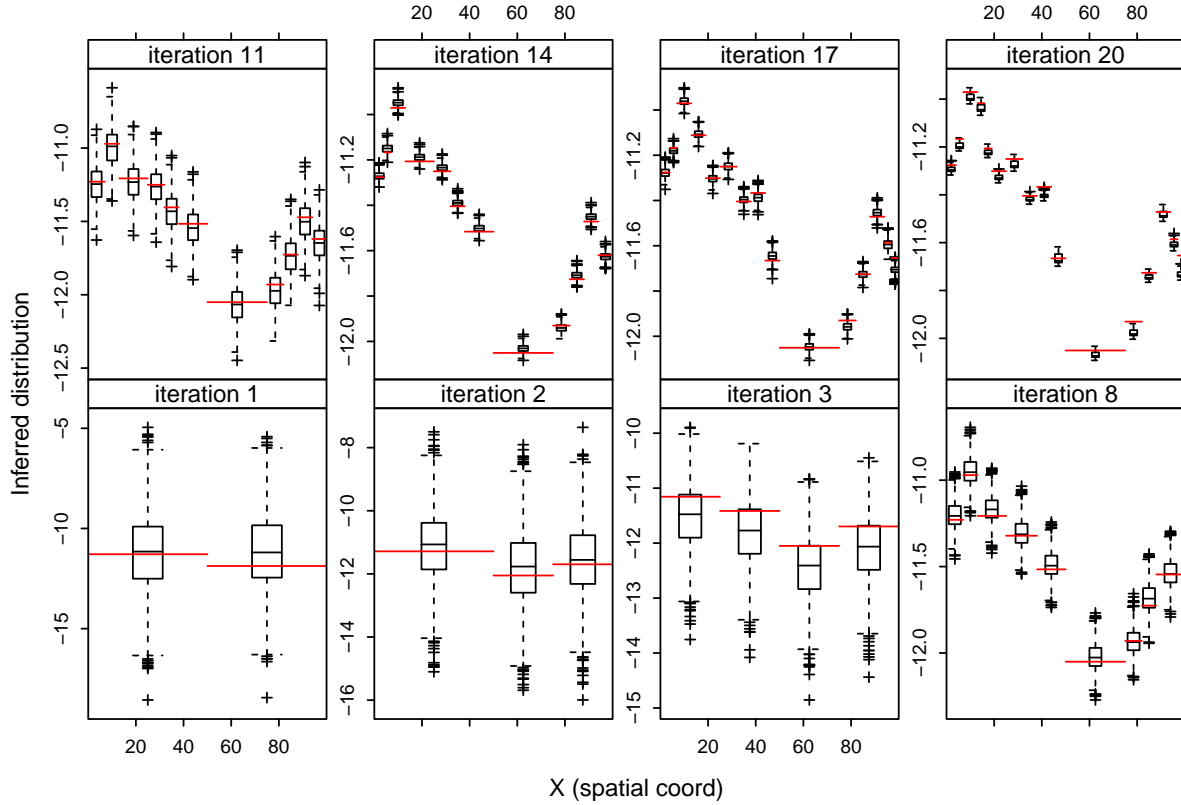 20 40 60 80 20 40 60 80
iteration 11 iteration 14 iteration 17 iteration 20
−11.0 −11.5 −12.0 −12.5
−11.2 −11.6 −12.0
−11.2 −11.6 −12.0
−11.2 −11.6 −12.0
Inferred distribution
iteration 1 iteration 2 iteration 3 iteration 8
−5 −10 −15
−8 −10 −12 −14 −16
−10 −11 −12 −13 −14 −15
−11.0 −11.5 −12.0
20 40 60 80 20 40 60 80
X (spatial coord)